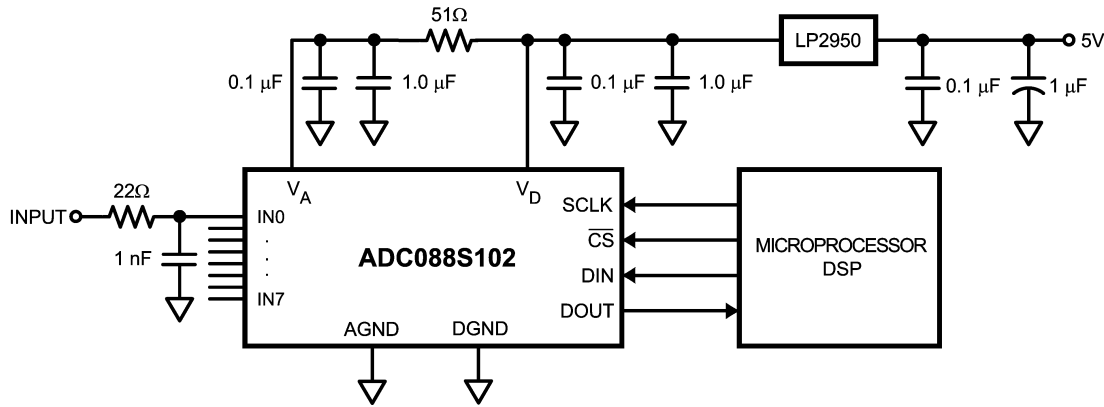 51Ω
LP2950
5V
0.1 µF
1.0 µF
0.1 µF
1.0 µF
0.1 µF
1 µF
22Ω
V_A
V_D
INPUT
IN0
SCLK
1 nF
.
.
.
C̅S̅
MICROPROCESSOR
DSP
ADC088S102
DIN
IN7
DOUT
AGND
DGND